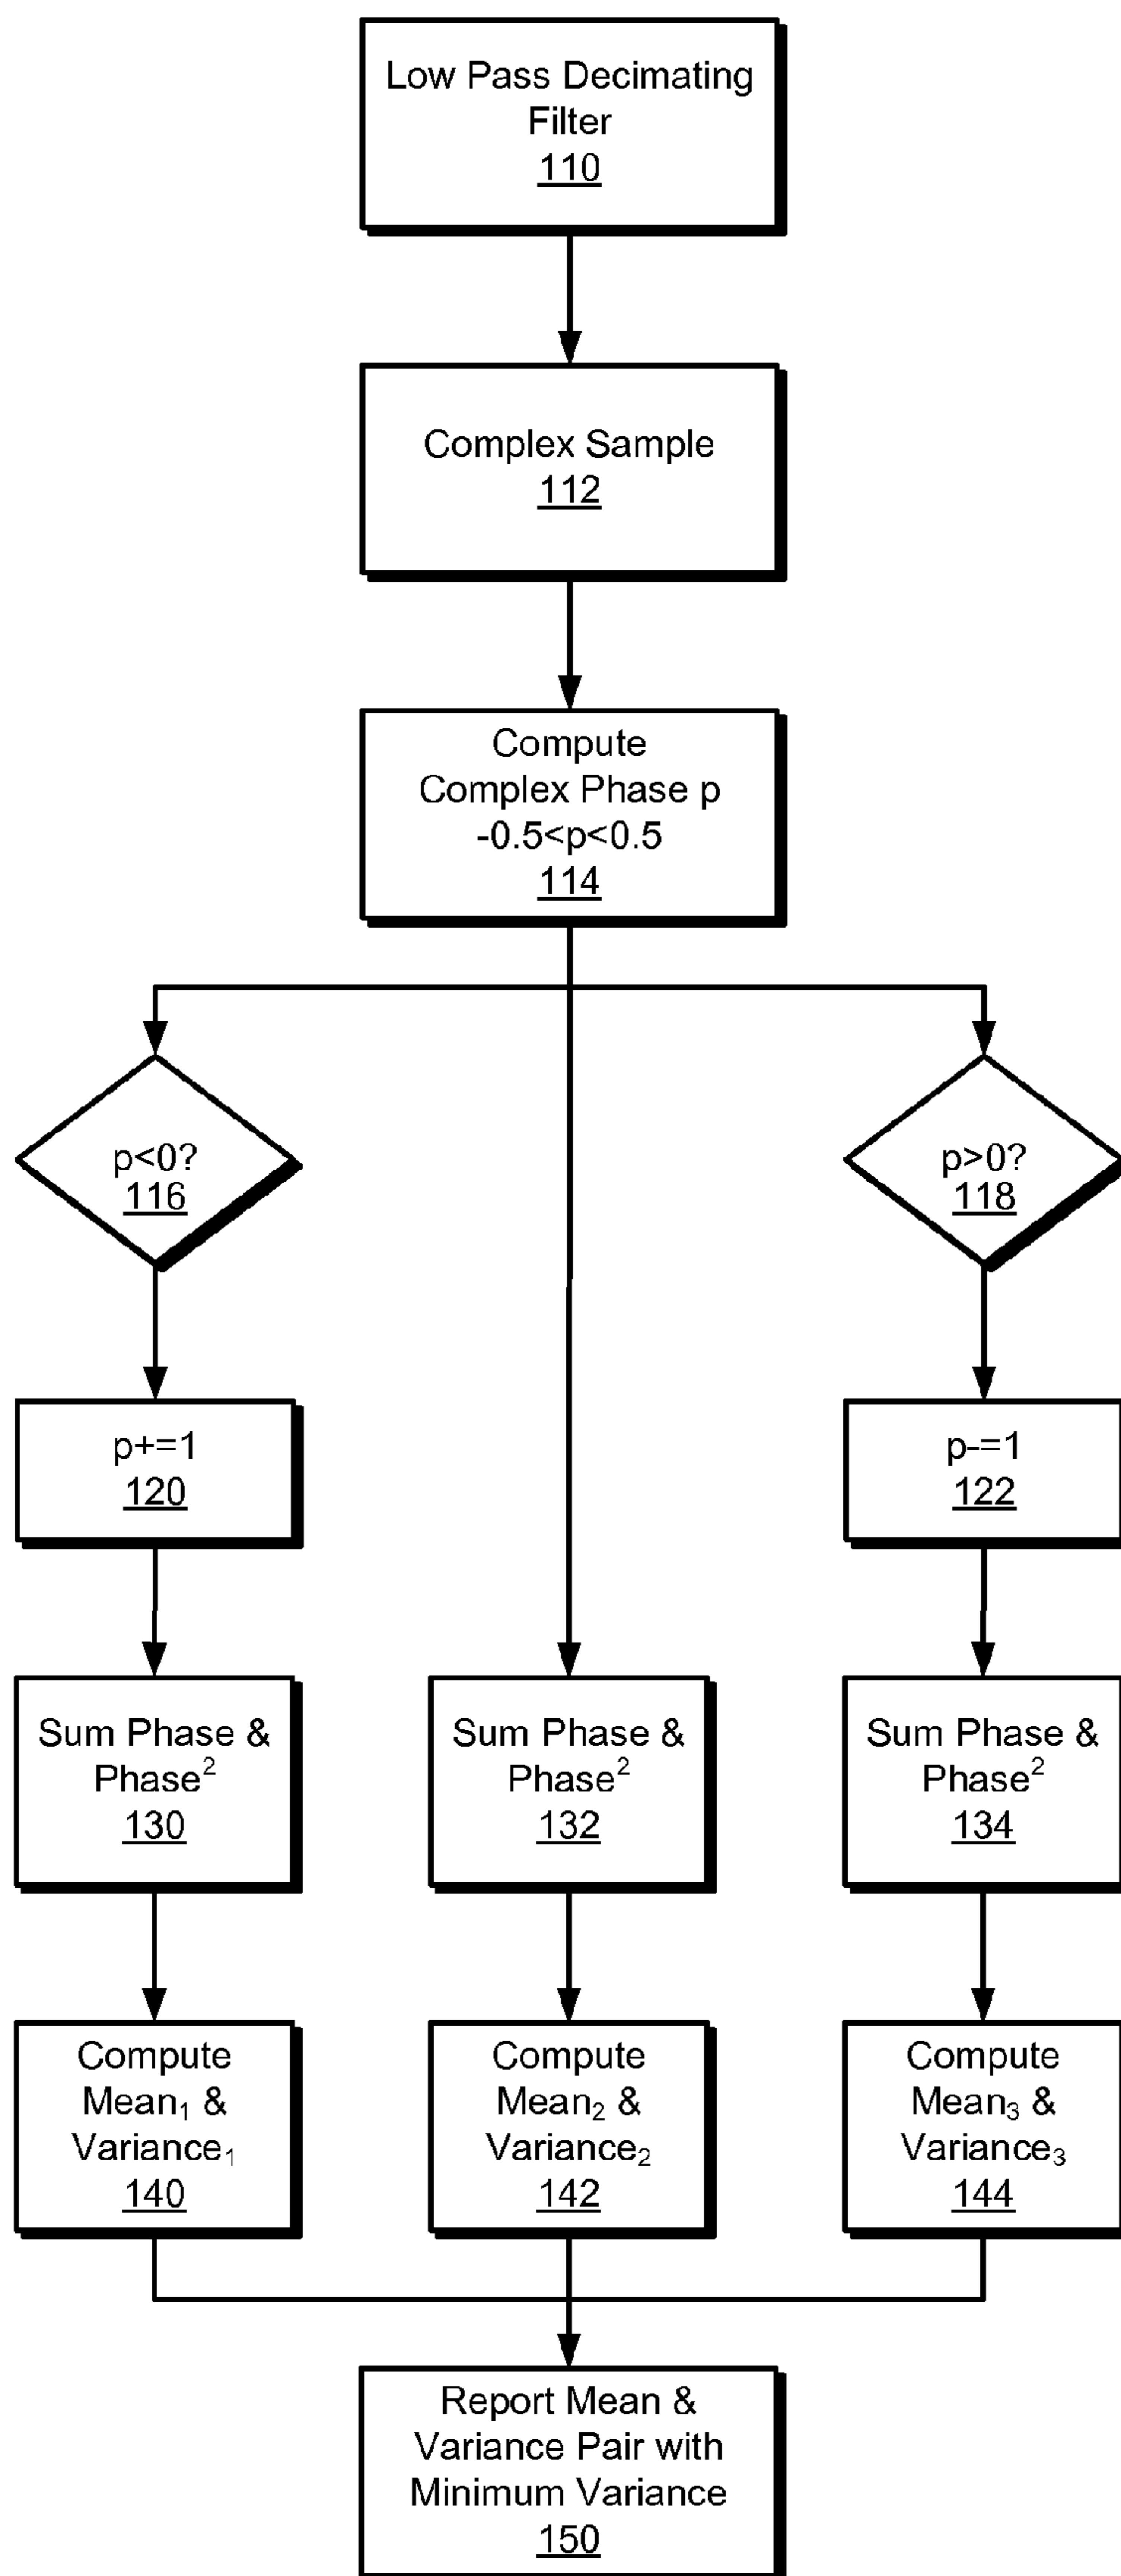 Low Pass Decimating
Filter
110
Complex Sample
112
Compute
Complex Phase p
-0.5<p<0.5
114
p<0?
116
p>0?
118
p+=1
120
p-=1
122
Sum Phase &
Phase²
130
Sum Phase &
Phase²
132
Sum Phase &
Phase²
134
Compute
Mean₁ &
Variance₁
140
Compute
Mean₂ &
Variance₂
142
Compute
Mean₃ &
Variance₃
144
Report Mean &
Variance Pair with
Minimum Variance
150